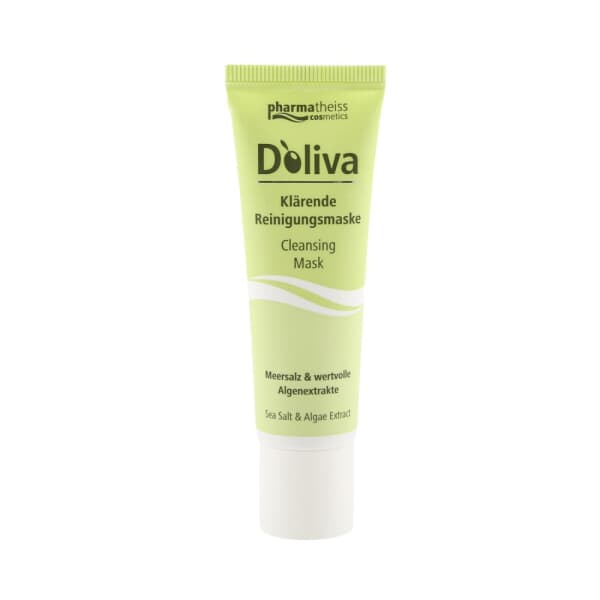 pharmatheiss
cosmetics
D'oliva
Klärende
Reinigungsmaske
Cleansing
Mask
Meersalz & wertvolle
Algenextrakte
Sea Salt & Algae Extract